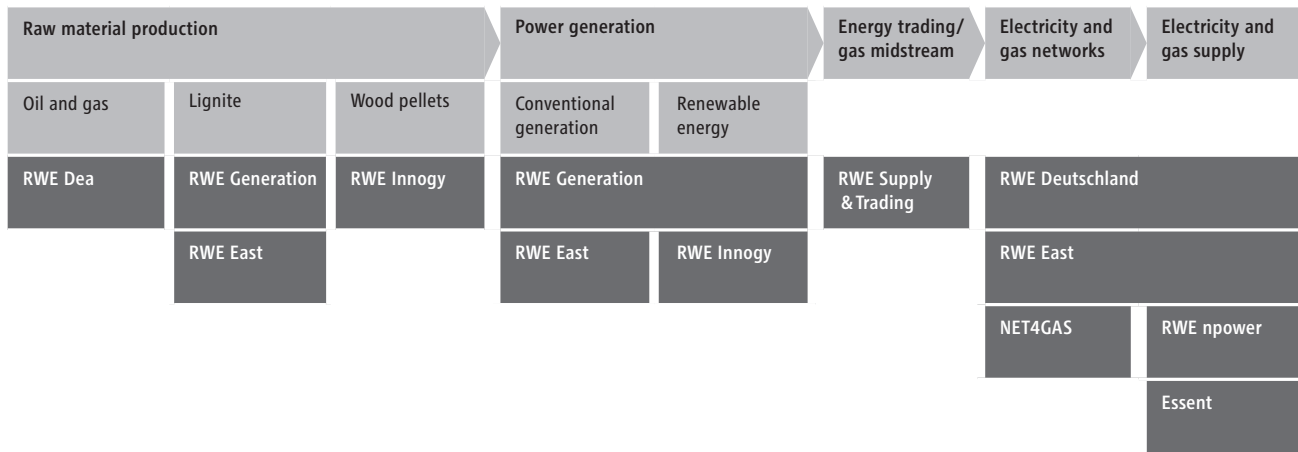 Raw material production
Power generation
Energy trading/
gas midstream
Electricity and
gas networks
Electricity and
gas supply
Oil and gas
Lignite
Wood pellets
Conventional
generation
Renewable
energy
RWE Dea
RWE Generation
RWE Innogy
RWE Generation
RWE Supply
& Trading
RWE Deutschland
RWE East
RWE East
RWE Innogy
RWE East
NET4GAS
RWE npower
Essent